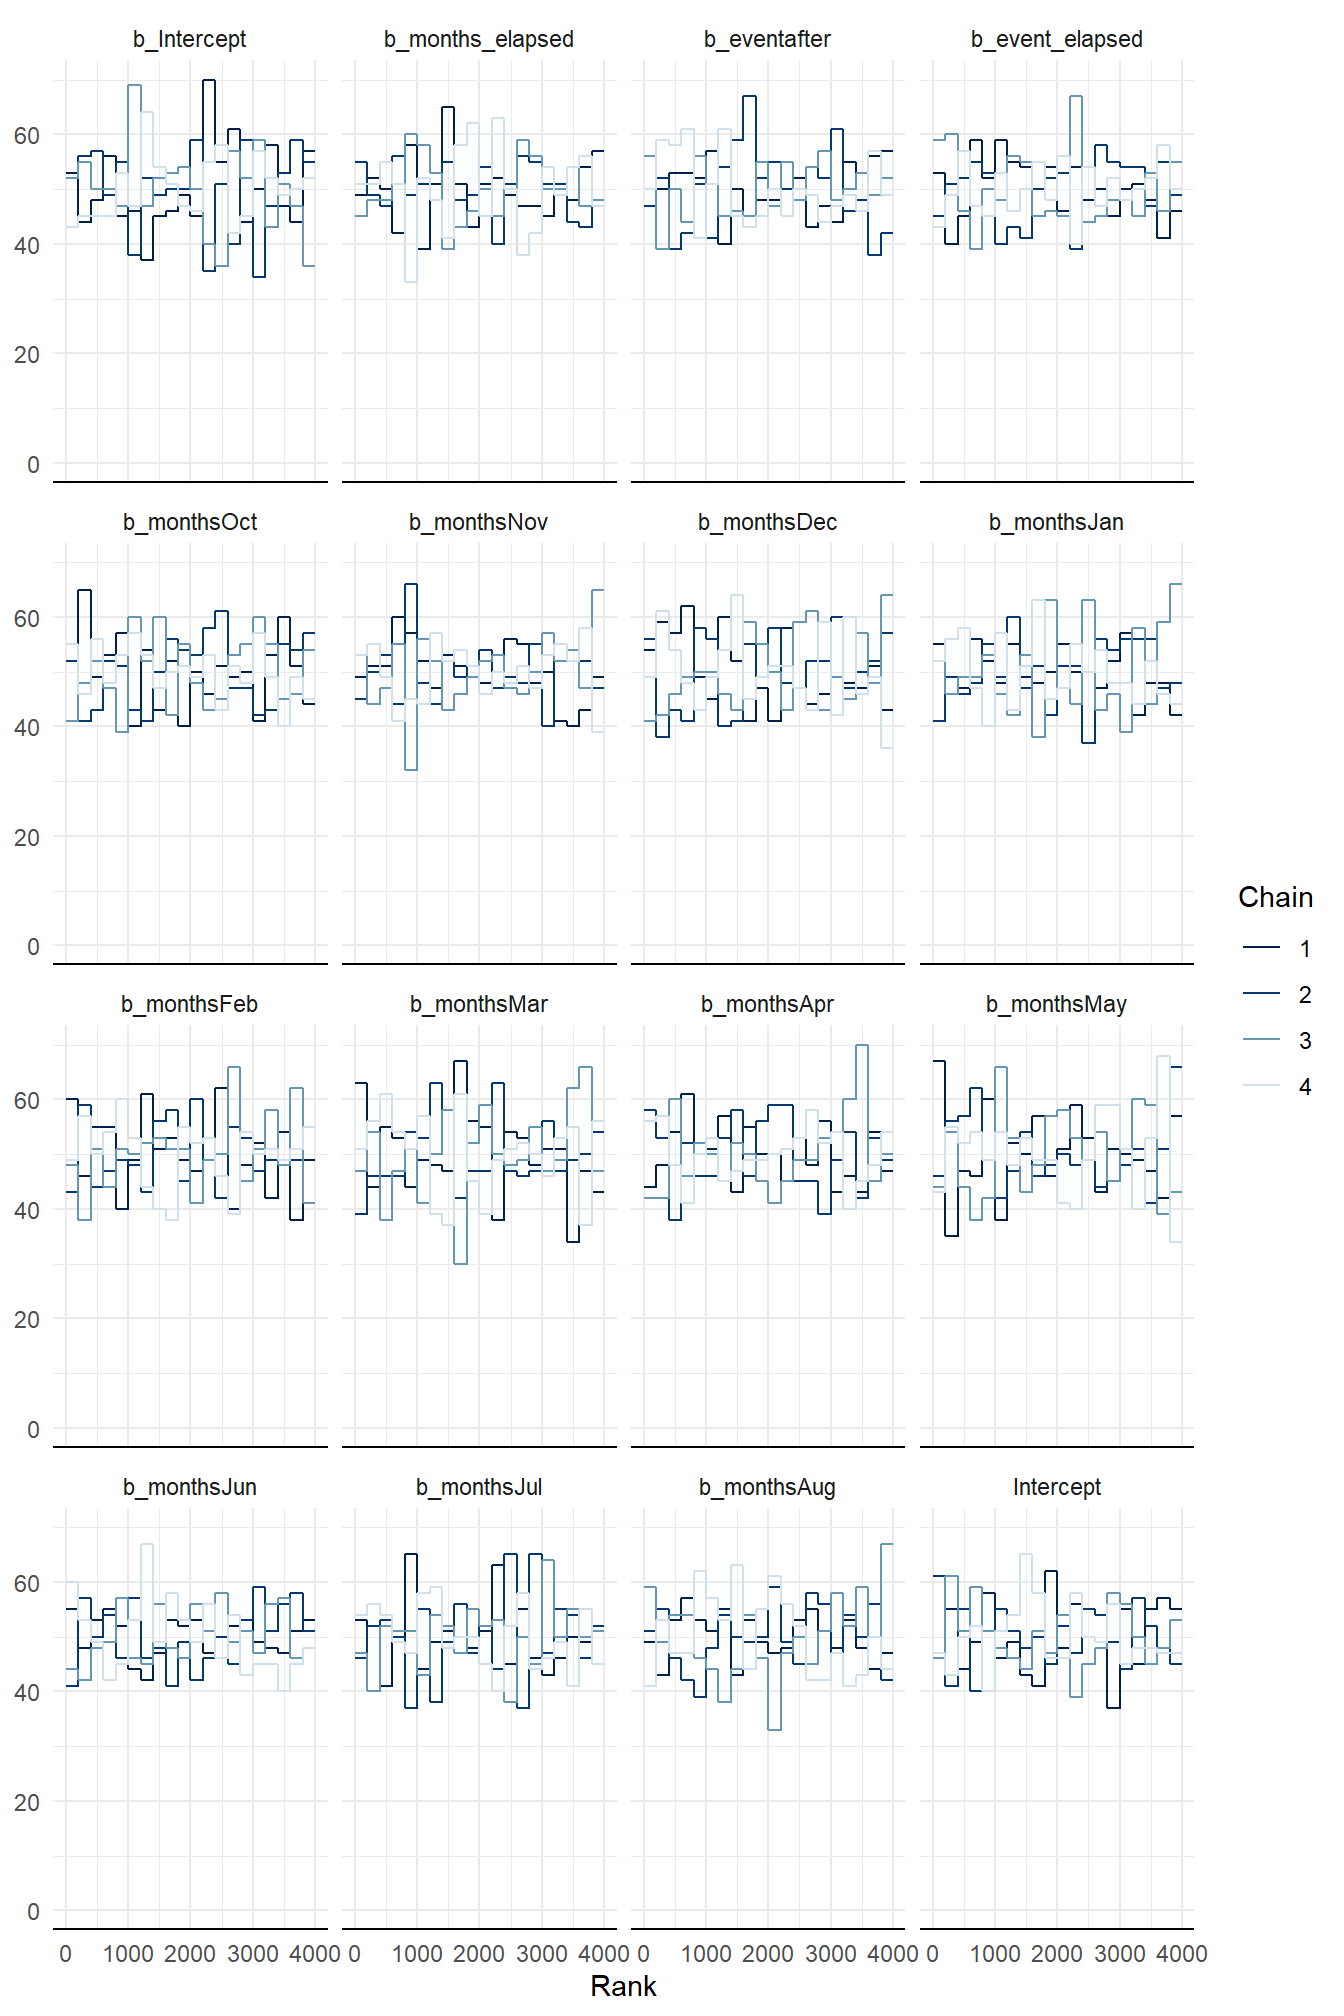 b_Intercept b_months_elapsed b_eventafter b_event_elapsed
60
40
20
0
b_monthsOct b_monthsNov b_monthsDec b_monthsJan
60
40
20
0
Chain
1
2
3
4
b_monthsFeb b_monthsMar b_monthsApr b_monthsMay
60
40
20
0
b_monthsJun b_monthsJul b_monthsAug Intercept
60
40
20
0
0 1000 2000 3000 4000 0 1000 2000 3000 4000 0 1000 2000 3000 4000 0 1000 2000 3000 4000
Rank